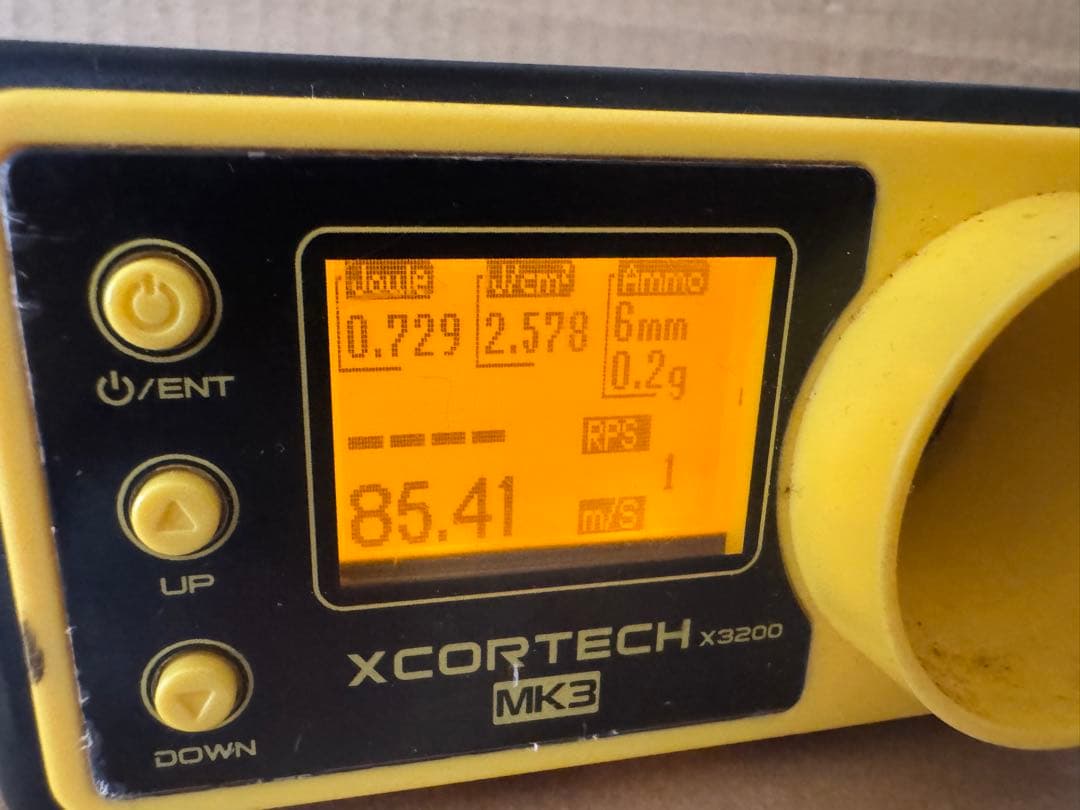 Joule J/cm² Ammo
0.729 2.578 6mm
0.2g
---- RPS
1
85.41 m/S
/ENT
UP
DOWN
XCORTECH X3200
MK3